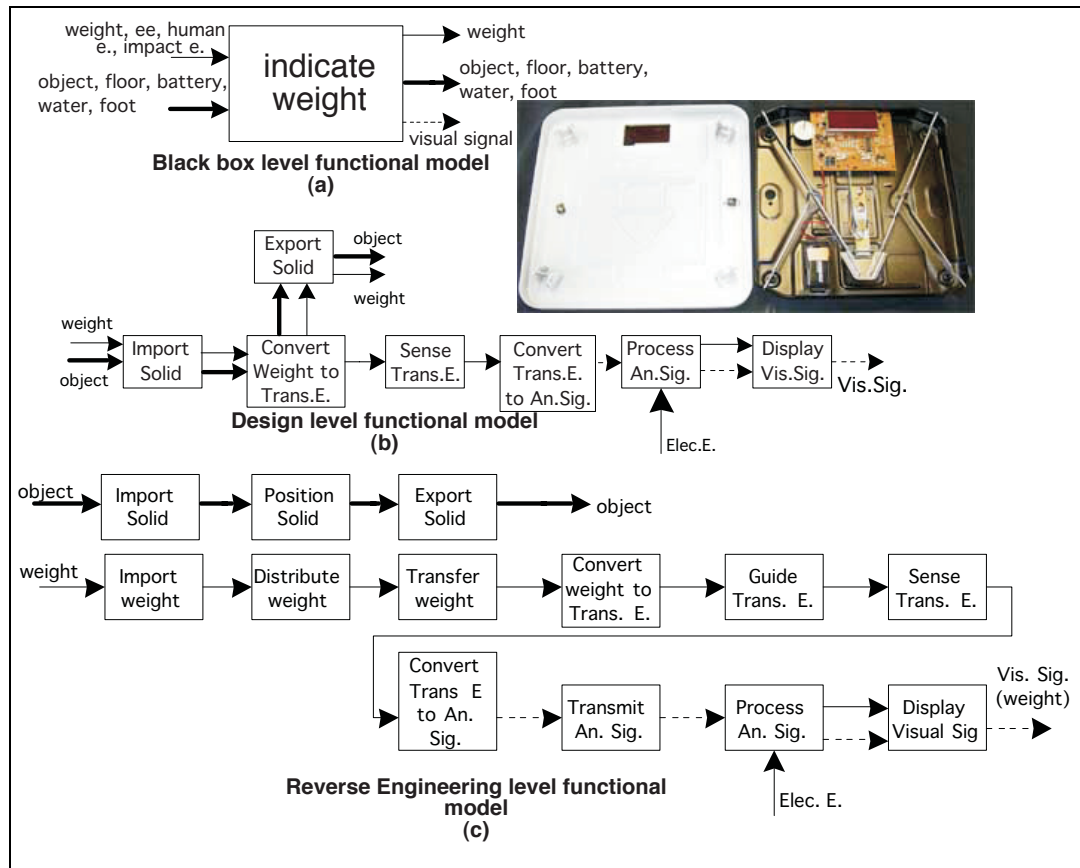 weight, ee, human
e., impact e.
object, floor, battery,
water, foot
indicate
weight
weight
object, floor, battery,
water, foot
visual signal
Black box level functional model
(a)
Export
Solid
object
weight
weight
object
Import
Solid
Convert
Weight to
Trans.E.
Sense
Trans.E.
Convert
Trans.E.
to An.Sig.
Process
An.Sig.
Display
Vis.Sig.
Vis.Sig.
Elec.E.
Design level functional model
(b)
object
Import
Solid
Position
Solid
Export
Solid
object
weight
Import
weight
Distribute
weight
Transfer
weight
Convert
weight to
Trans. E.
Guide
Trans. E.
Sense
Trans. E.
Convert
Trans E
to An.
Sig.
Transmit
An. Sig.
Process
An. Sig.
Display
Visual Sig
Vis. Sig.
(weight)
Elec. E.
Reverse Engineering level functional
model
(c)